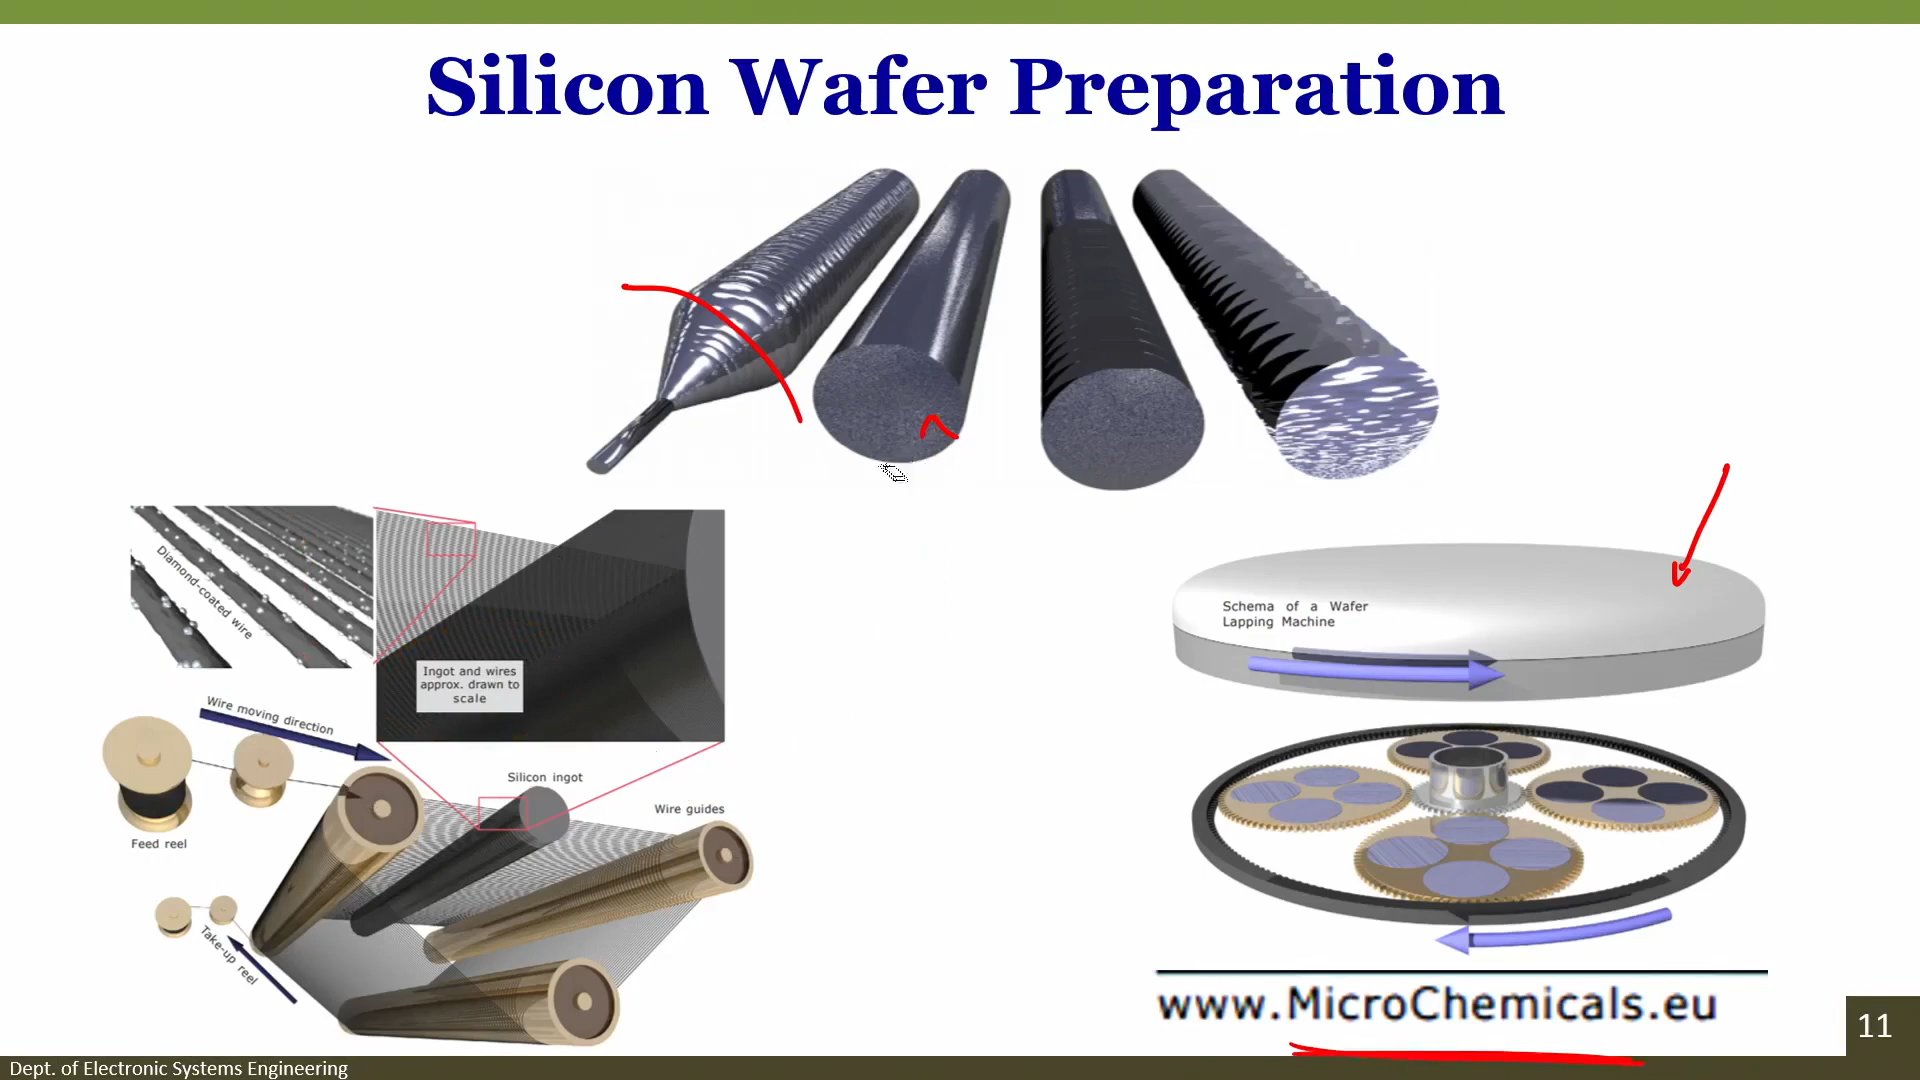 Silicon Wafer Preparation
Diamond-coated wire
Ingot and wires
approx. drawn to
scale
Schema of a Wafer
Lapping Machine
Wire moving direction
Silicon ingot
Wire guides
Feed reel
Take-up reel
www.MicroChemicals.eu
11
Dept. of Electronic Systems Engineering